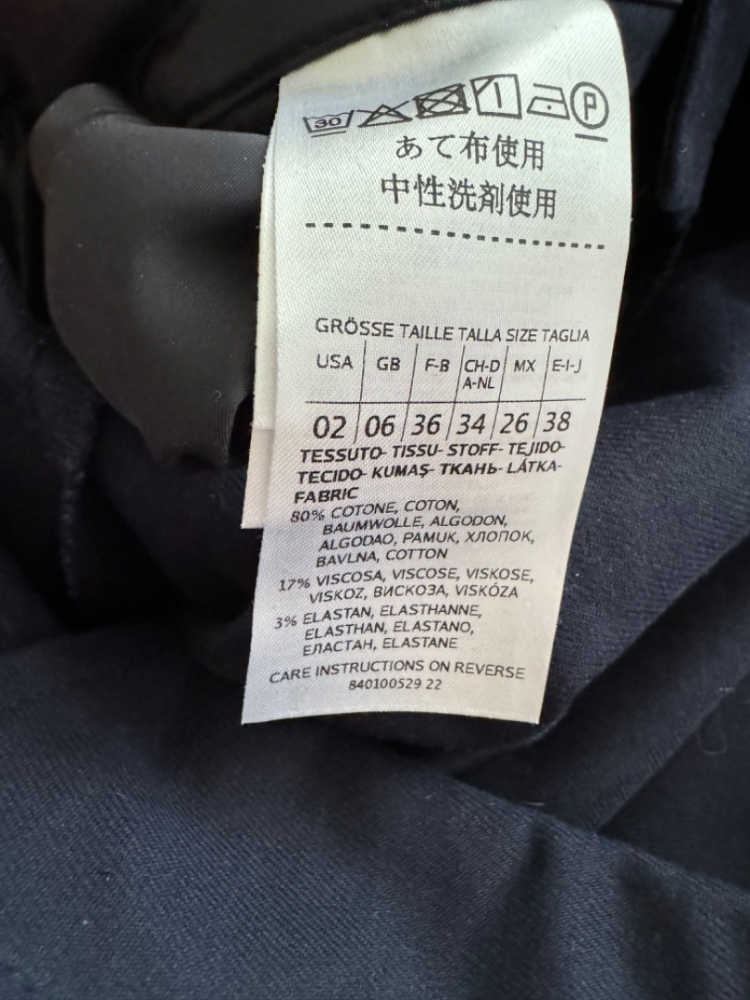 30 P
あて布使用
中性洗剤使用
GRÖSSE TAILLE TALLA SIZE TAGLIA
USA GB F-B CH-D A-NL MX E-I-J
02 06 36 34 26 38
TESSUTO- TISSU- STOFF- TEJIDO-
TECIDO- KUMAŞ- ТКАНЬ- LÁTKA-
FABRIC
80% COTONE, COTON,
BAUMWOLLE, ALGODON,
ALGODAO, PAMUK, ХЛОПОК,
BAVLNA, COTTON
17% VISCOSA, VISCOSE, VISKOSE,
VISKOZ, ВИСКОЗА, VISKÓZA
3% ELASTAN, ELASTHANNE,
ELASTHAN, ELASTANO,
ЕЛАСТАН, ELASTANE
CARE INSTRUCTIONS ON REVERSE
840100529 22